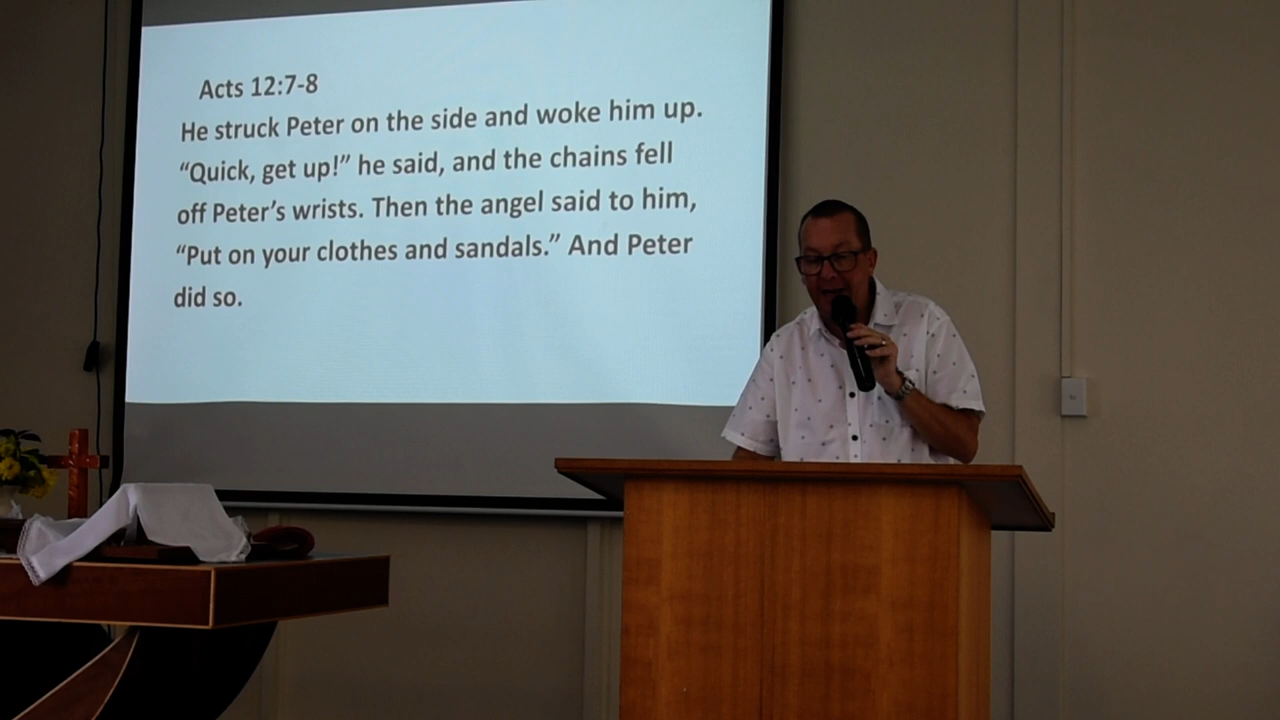 Acts 12:7-8
He struck Peter on the side and woke him up.
“Quick, get up!” he said, and the chains fell
off Peter’s wrists. Then the angel said to him,
“Put on your clothes and sandals.” And Peter
did so.